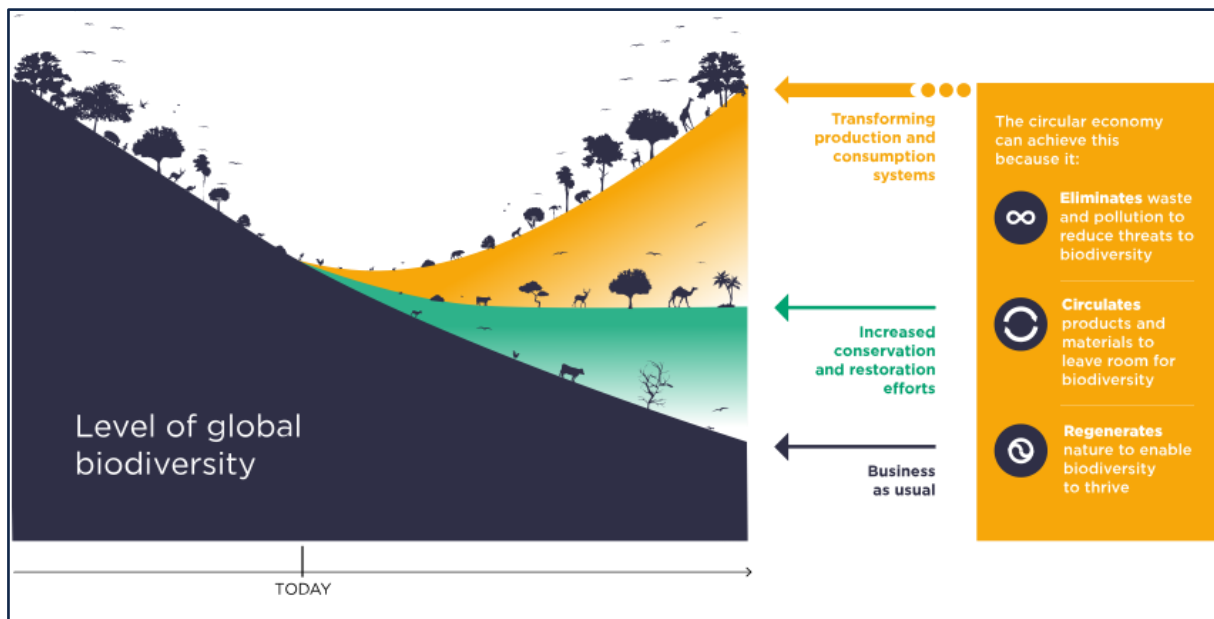 Level of global
biodiversity
TODAY
Transforming
production and
consumption
systems
Increased
conservation
and restoration
efforts
Business
as usual
The circular economy
can achieve this
because it:
Eliminates waste
and pollution to
reduce threats to
biodiversity
Circulates
products and
materials to
leave room for
biodiversity
Regenerates
nature to enable
biodiversity
to thrive